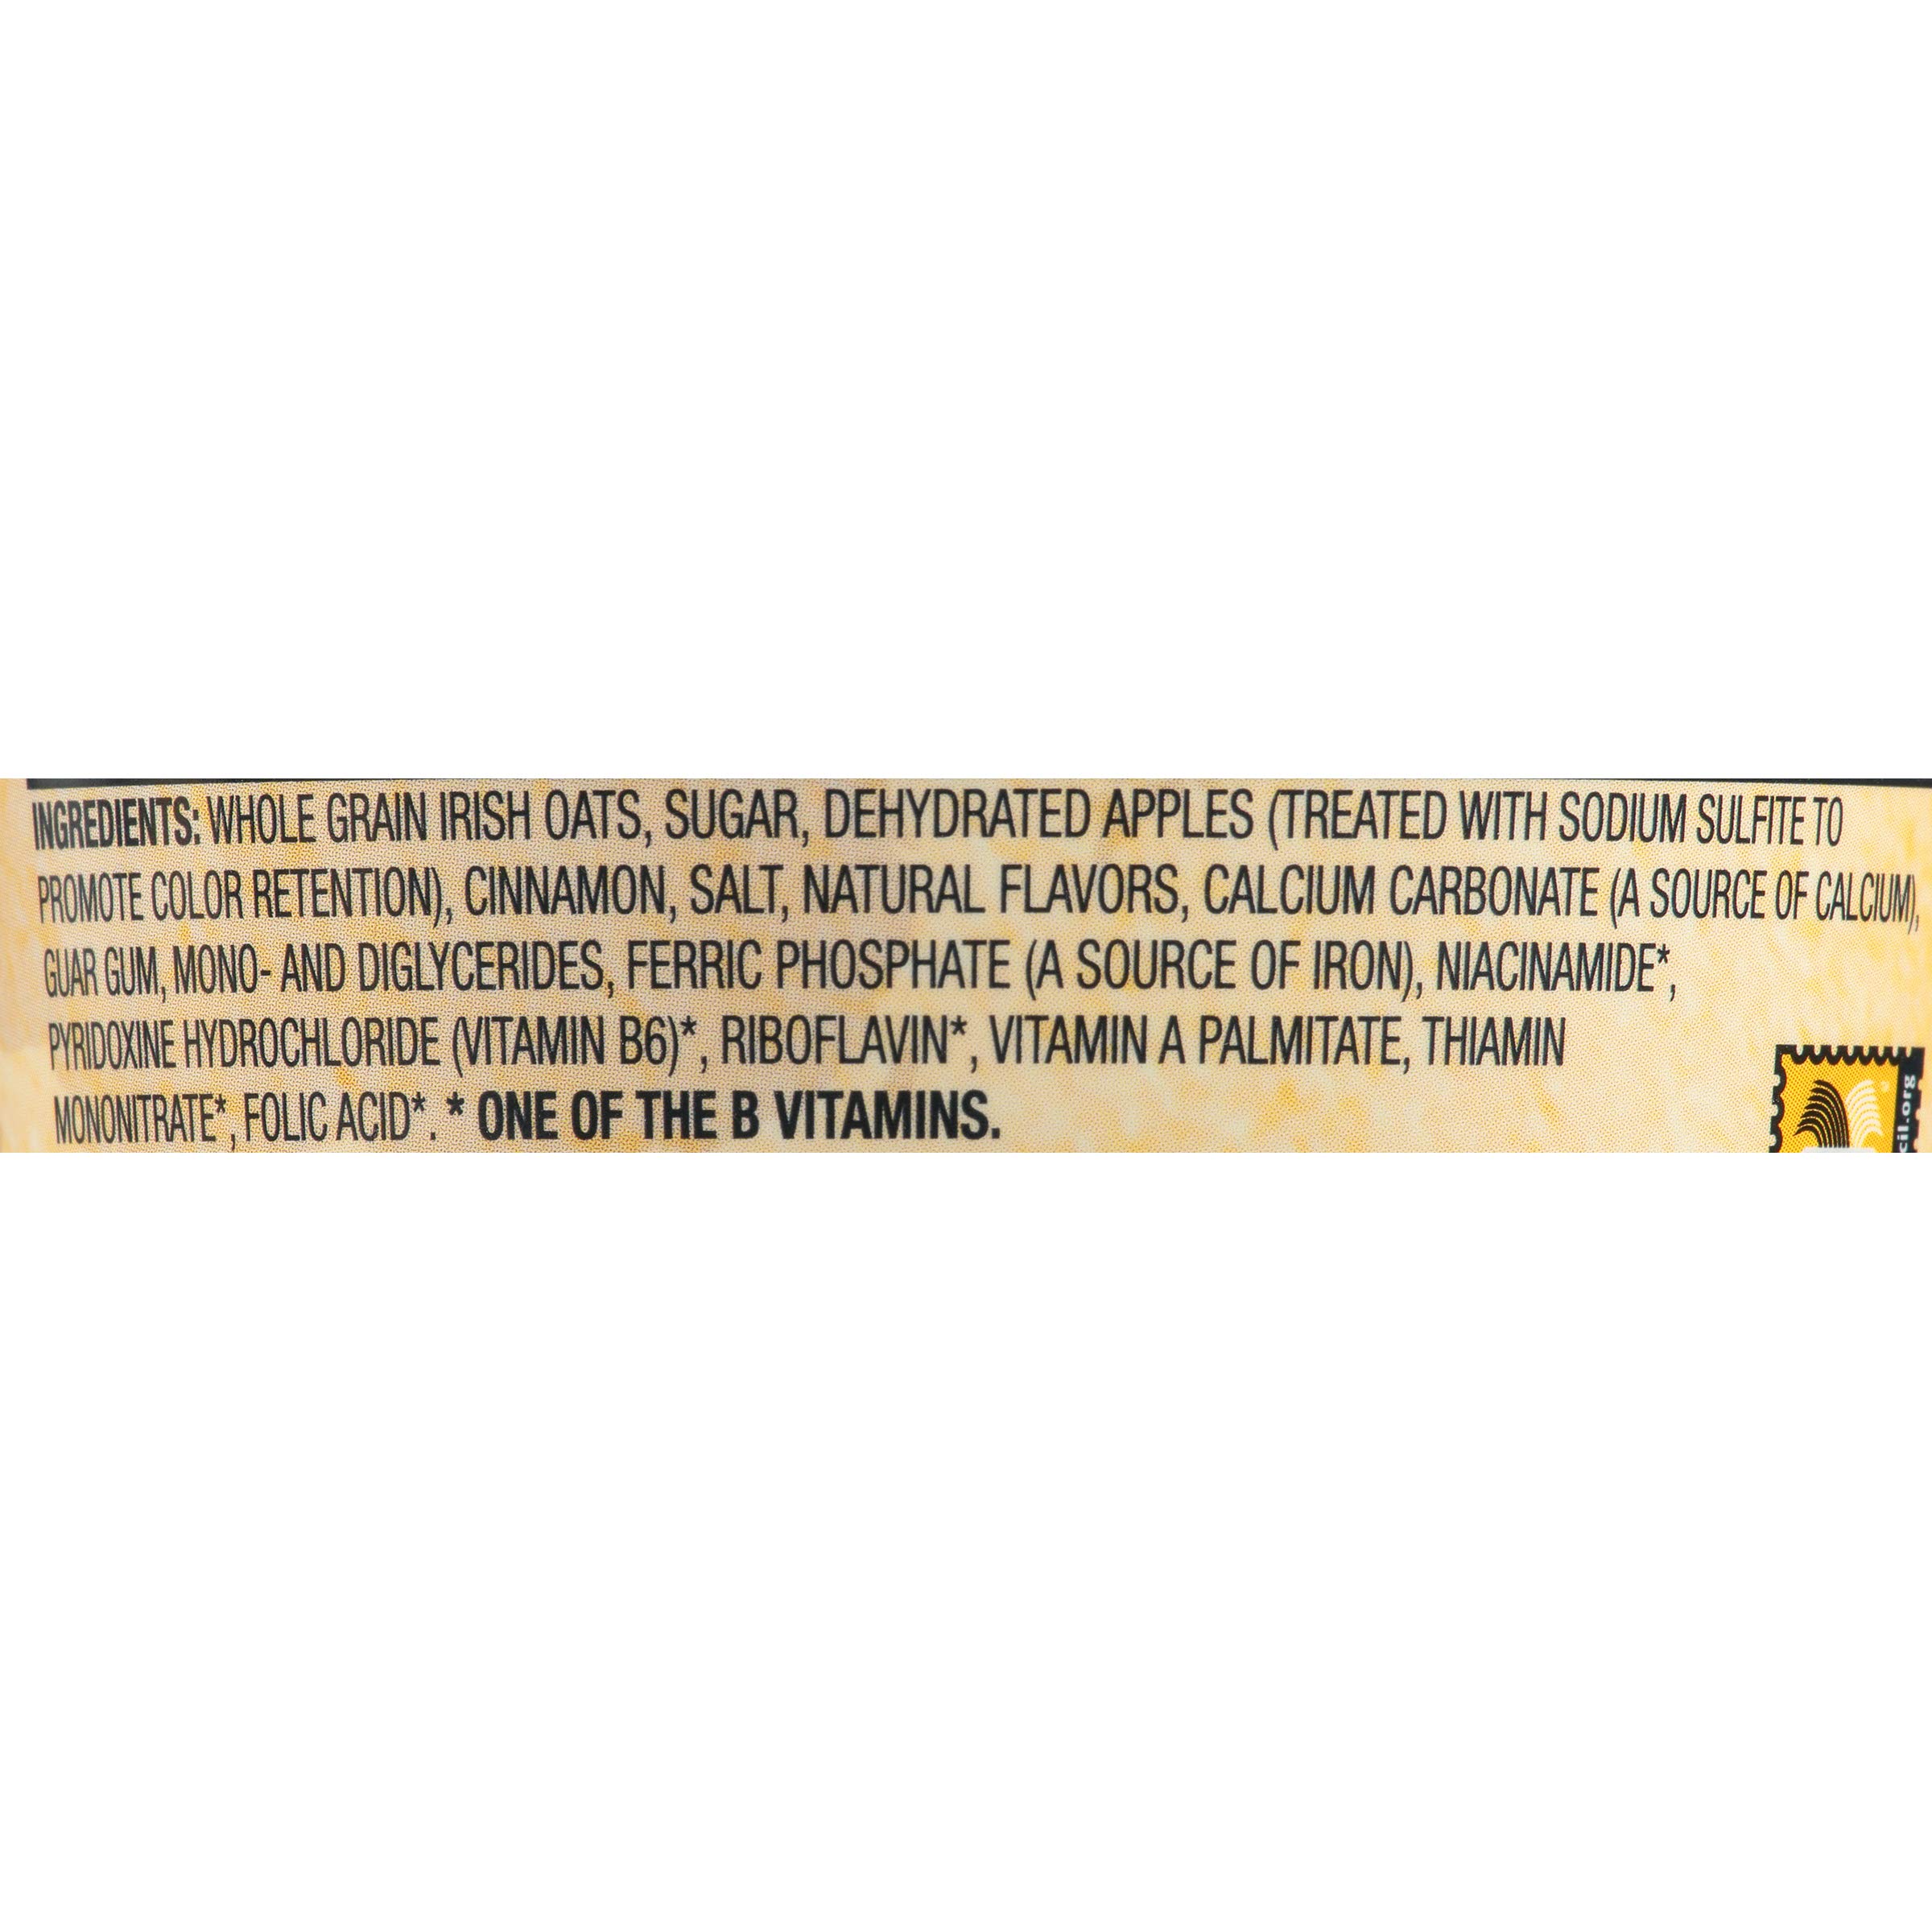 INGREDIENTS: WHOLE GRAIN IRISH OATS, SUGAR, DEHYDRATED APPLES (TREATED WITH SODIUM SULFITE TO
PROMOTE COLOR RETENTION), CINNAMON, SALT, NATURAL FLAVORS, CALCIUM CARBONATE (A SOURCE OF CALCIUM),
GUAR GUM, MONO- AND DIGLYCERIDES, FERRIC PHOSPHATE (A SOURCE OF IRON), NIACINAMIDE*,
PYRIDOXINE HYDROCHLORIDE (VITAMIN B6)*, RIBOFLAVIN*, VITAMIN A PALMITATE, THIAMIN
MONONITRATE*, FOLIC ACID*. * ONE OF THE B VITAMINS.
cil.org